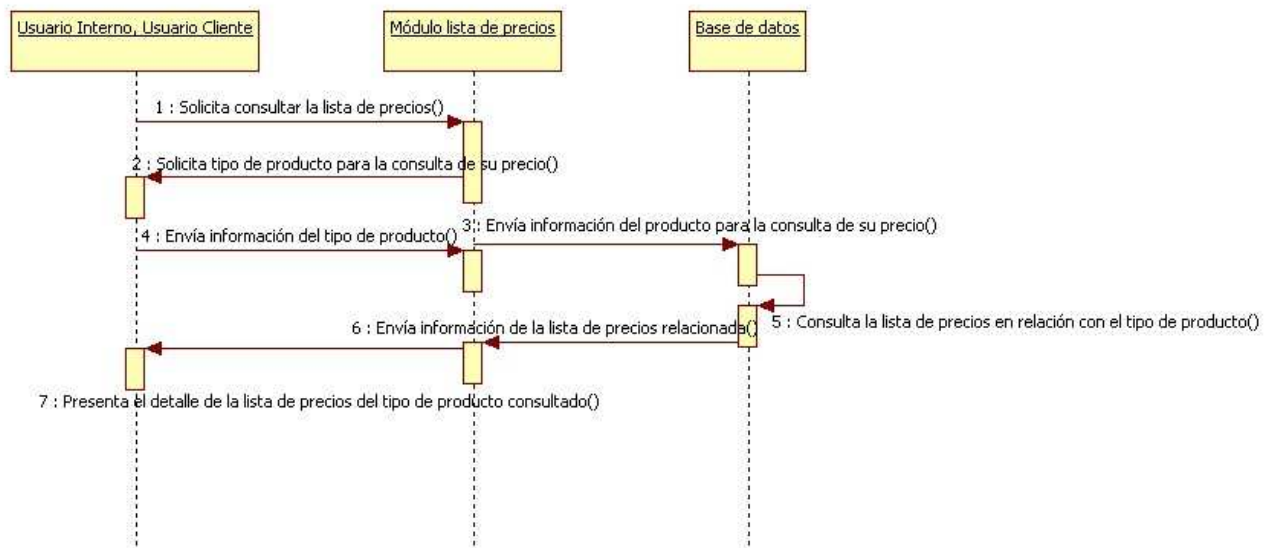 Usuario Interno, Usuario Cliente
Módulo lista de precios
Base de datos
1 : Solicita consultar la lista de precios()
2 : Solicita tipo de producto para la consulta de su precio()
3 : Envía información del producto para la consulta de su precio()
4 : Envía información del tipo de producto()
5 : Consulta la lista de precios en relación con el tipo de producto()
6 : Envía información de la lista de precios relacionada()
7 : Presenta el detalle de la lista de precios del tipo de producto consultado()